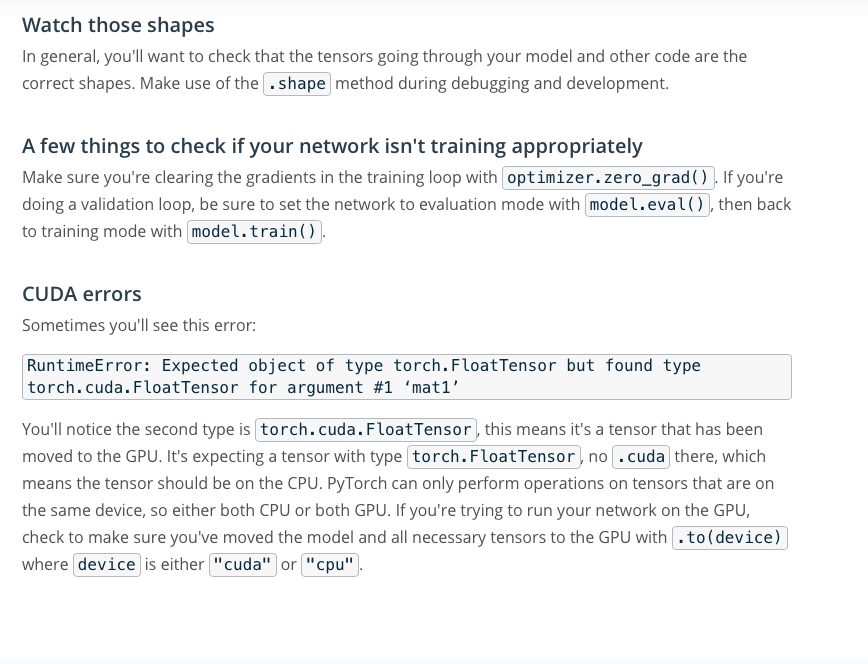 Watch those shapes
In general, you'll want to check that the tensors going through your model and other code are the
correct shapes. Make use of the .shape method during debugging and development.
A few things to check if your network isn't training appropriately
Make sure you're clearing the gradients in the training loop with optimizer.zero_grad(). If you're
doing a validation loop, be sure to set the network to evaluation mode with model.eval(), then back
to training mode with model.train().
CUDA errors
Sometimes you'll see this error:
RuntimeError: Expected object of type torch.FloatTensor but found type
torch.cuda.FloatTensor for argument #1 ‘mat1’
You'll notice the second type is torch.cuda.FloatTensor, this means it's a tensor that has been
moved to the GPU. It's expecting a tensor with type torch.FloatTensor, no .cuda there, which
means the tensor should be on the CPU. PyTorch can only perform operations on tensors that are on
the same device, so either both CPU or both GPU. If you're trying to run your network on the GPU,
check to make sure you've moved the model and all necessary tensors to the GPU with .to(device)
where device is either "cuda" or "cpu".